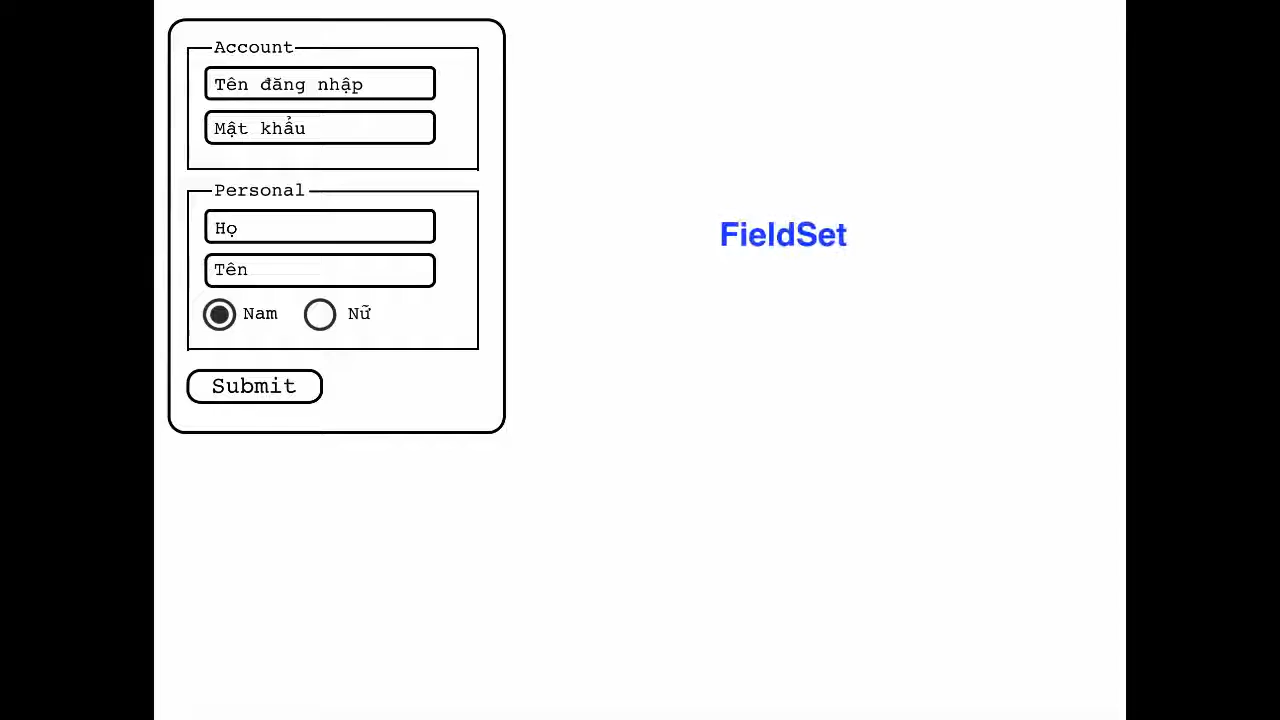 Account
Tên đăng nhập
Mật khẩu
Personal
Họ
Tên
Nam Nữ
Submit
FieldSet